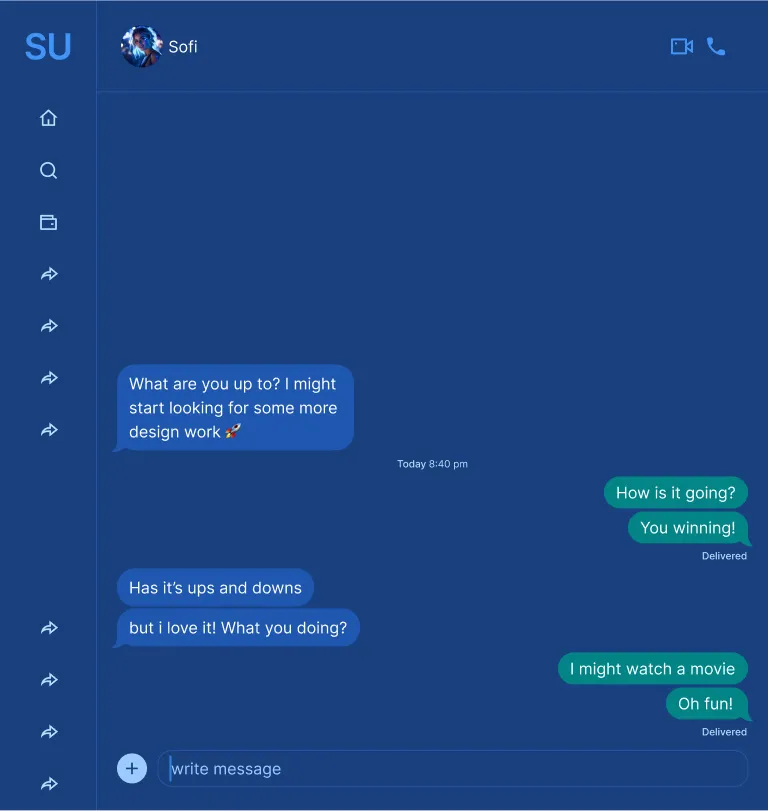 SU
Sofi
What are you up to? I might
start looking for some more
design work 🚀
Today 8:40 pm
How is it going?
You winning!
Delivered
Has it’s ups and downs
but i love it! What you doing?
I might watch a movie
Oh fun!
Delivered
write message